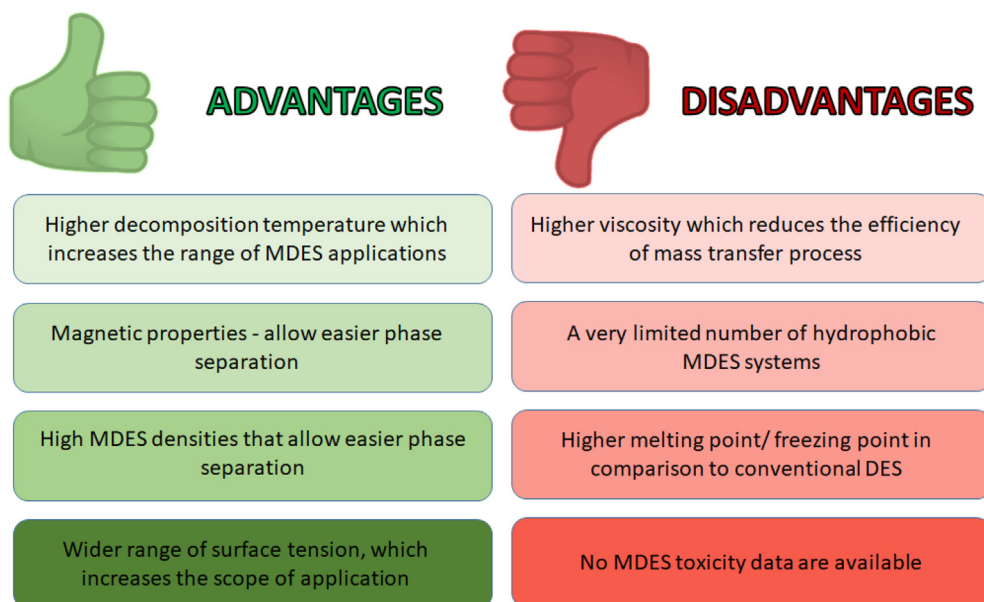 ADVANTAGES
Higher decomposition temperature which
increases the range of MDES applications
Magnetic properties - allow easier phase
separation
High MDES densities that allow easier phase
separation
Wider range of surface tension, which
increases the scope of application
DISADVANTAGES
Higher viscosity which reduces the efficiency
of mass transfer process
A very limited number of hydrophobic
MDES systems
Higher melting point/ freezing point in
comparison to conventional DES
No MDES toxicity data are available